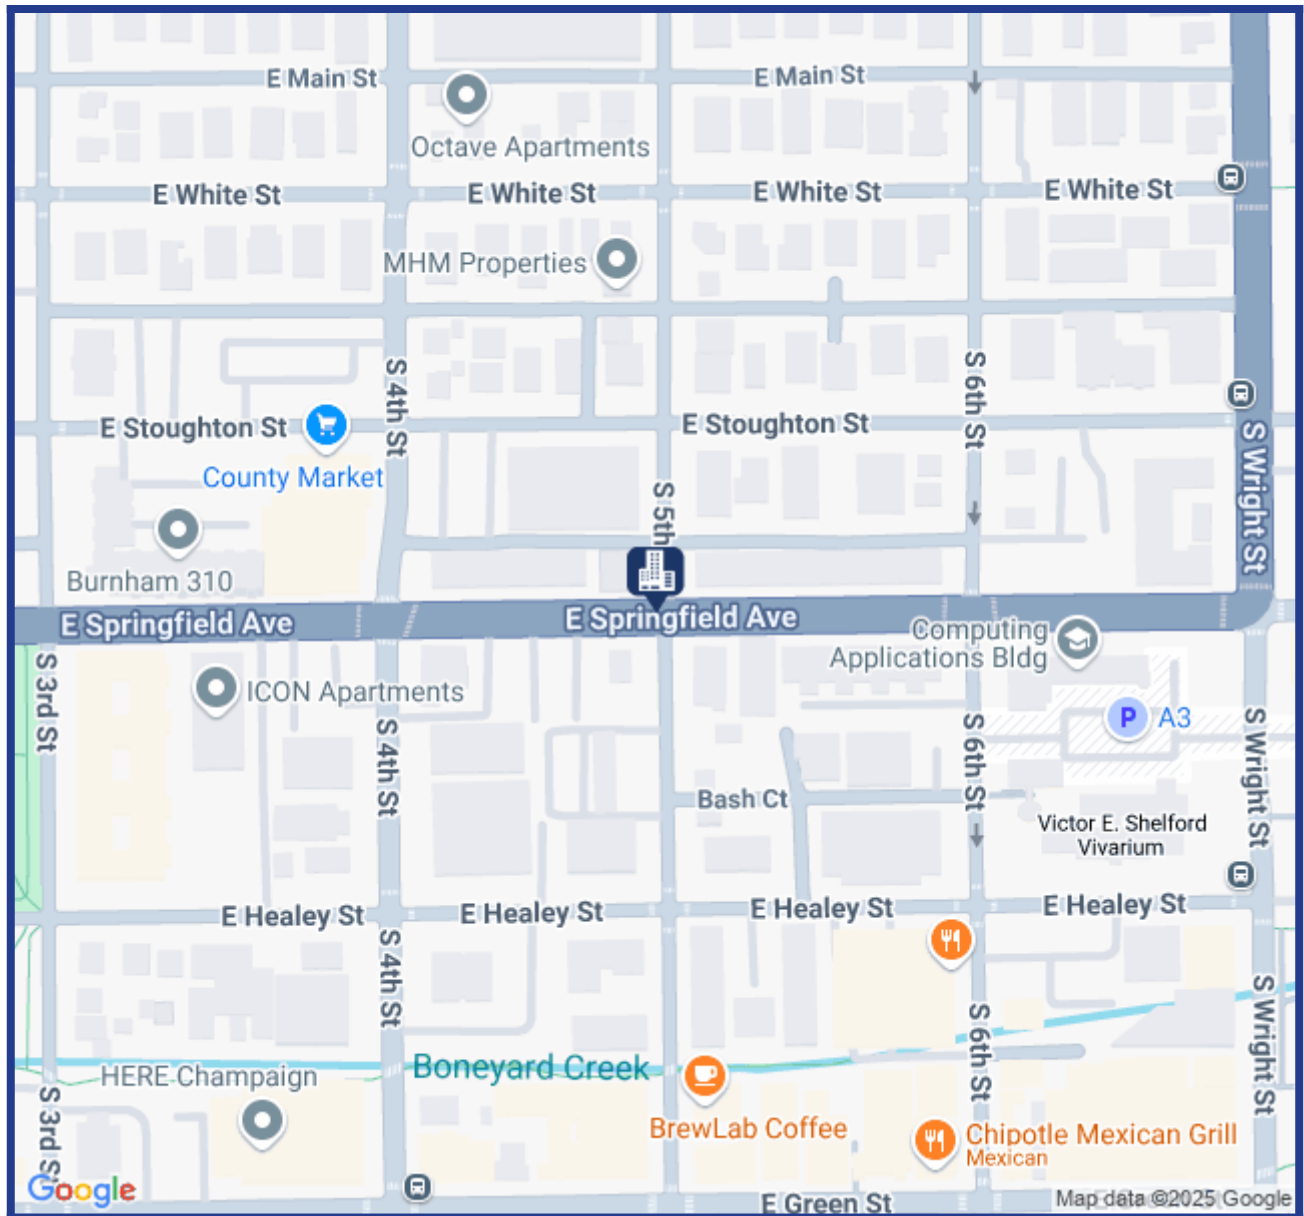 E Main St
E Main St
Octave Apartments
E White St
E White St
E White St
E White St
MHM Properties
S 4th St
S 6th St
E Stoughton St
E Stoughton St
County Market
S Wright St
S 5th
Burnham 310
E Springfield Ave
E Springfield Ave
Computing
Applications Bldg
S 3rd St
ICON Apartments
P A3
S 4th St
S 6th St
S Wright St
Bash Ct
Victor E. Shelford
Vivarium
E Healey St
E Healey St
E Healey St
E Healey St
S 4th St
S 6th St
S Wright St
Boneyard Creek
HERE Champaign
S 3rd St
BrewLab Coffee
Chipotle Mexican Grill
Mexican
Google
E Green St
Map data ©2025 Google